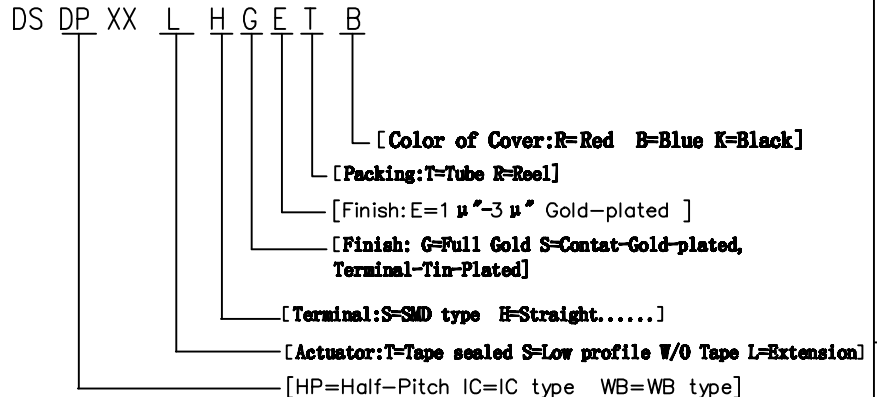 DS DP XX L H G E T B
[Color of Cover:R=Red B=Blue K=Black]
[Packing:T=Tube R=Reel]
[Finish:E=1 μ"-3 μ" Gold-plated ]
[Finish: G=Full Gold S=Contat-Gold-plated,
Terminal-Tin-Plated]
[Terminal:S=SMD type H=Straight......]
[Actuator:T=Tape sealed S=Low profile W/O Tape L=Extension]
[HP=Half-Pitch IC=IC type WB=WB type]